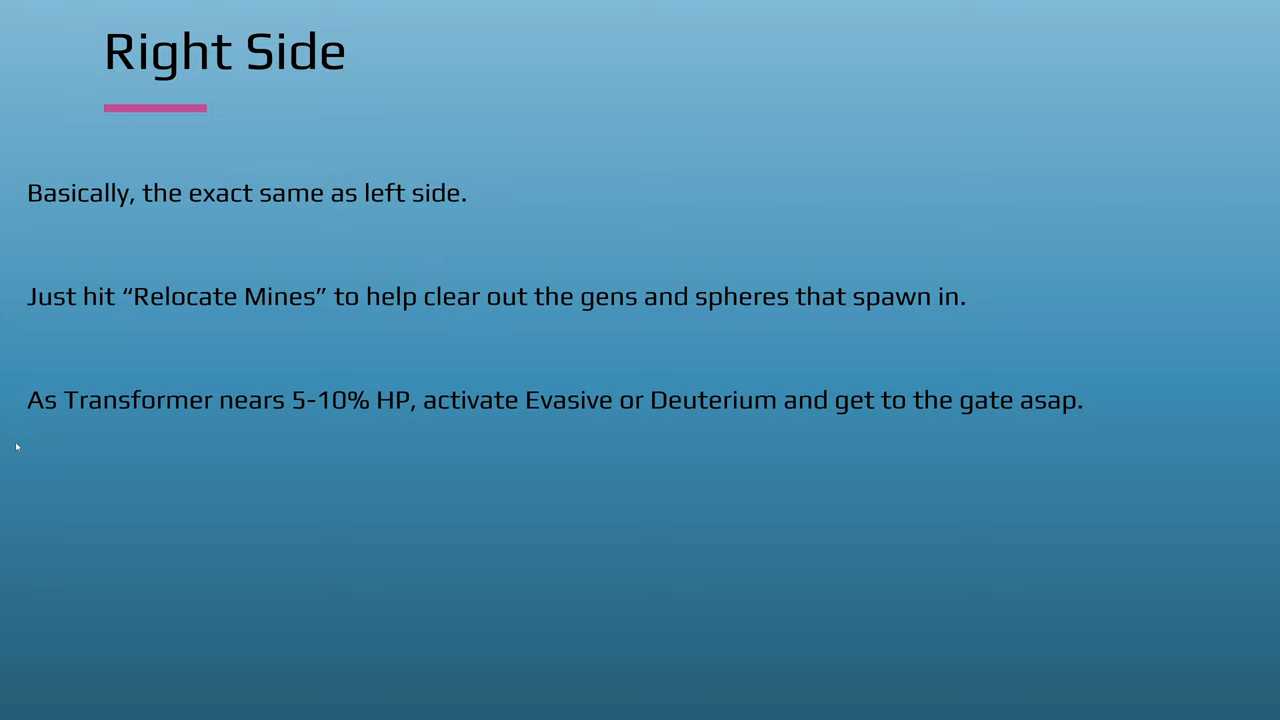 Right Side
Basically, the exact same as left side.
Just hit “Relocate Mines” to help clear out the gens and spheres that spawn in.
As Transformer nears 5-10% HP, activate Evasive or Deuterium and get to the gate asap.